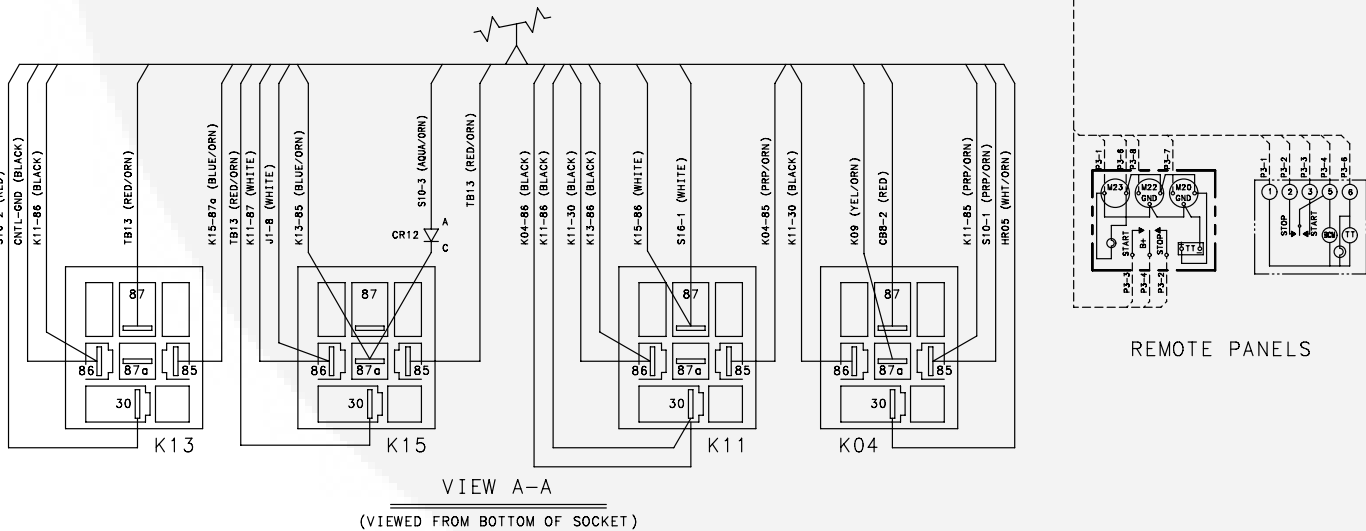 CNTL-GND (BLACK)
K11-86 (BLACK)
TB13 (RED/ORN)
K15-87a (BLUE/ORN)
TB13 (RED/ORN)
K11-87 (WHITE)
J1-8 (WHITE)
K13-85 (BLUE/ORN)
S10-3 (AQUA/ORN)
TB13 (RED/ORN)
K04-86 (BLACK)
K11-86 (BLACK)
K11-30 (BLACK)
K13-86 (BLACK)
K15-86 (WHITE)
S16-1 (WHITE)
K04-85 (PRP/ORN)
K11-30 (BLACK)
K09 (YEL/ORN)
CB8-2 (RED)
K11-85 (PRP/ORN)
S10-1 (PRP/ORN)
HR05 (WHT/ORN)
CR12
A
C
87
86
87a
85
30
K13
87
86
87a
85
30
K15
87
86
87a
85
30
K11
87
86
87a
85
30
K04
VIEW A-A
(VIEWED FROM BOTTOM OF SOCKET)
P3-1
P3-6
P3-8
P3-7
M23
M22
GND
M20
GND
START
B+
STOP
TT
P3-3
P3-4
P3-2
P3-1
P3-2
P3-3
P3-4
P3-6
1
2
3
5
6
STOP
START
TT
REMOTE PANELS